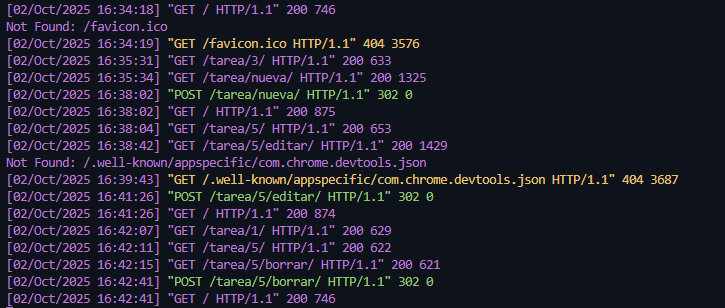 [02/Oct/2025 16:34:18] "GET / HTTP/1.1" 200 746
Not Found: /favicon.ico
[02/Oct/2025 16:34:19] "GET /favicon.ico HTTP/1.1" 404 3576
[02/Oct/2025 16:35:31] "GET /tarea/3/ HTTP/1.1" 200 633
[02/Oct/2025 16:35:34] "GET /tarea/nueva/ HTTP/1.1" 200 1325
[02/Oct/2025 16:38:02] "POST /tarea/nueva/ HTTP/1.1" 302 0
[02/Oct/2025 16:38:02] "GET / HTTP/1.1" 200 875
[02/Oct/2025 16:38:04] "GET /tarea/5/ HTTP/1.1" 200 653
[02/Oct/2025 16:38:42] "GET /tarea/5/editar/ HTTP/1.1" 200 1429
Not Found: /.well-known/appspecific/com.chrome.devtools.json
[02/Oct/2025 16:39:43] "GET /.well-known/appspecific/com.chrome.devtools.json HTTP/1.1" 404 3687
[02/Oct/2025 16:41:26] "POST /tarea/5/editar/ HTTP/1.1" 302 0
[02/Oct/2025 16:41:26] "GET / HTTP/1.1" 200 874
[02/Oct/2025 16:42:07] "GET /tarea/1/ HTTP/1.1" 200 629
[02/Oct/2025 16:42:11] "GET /tarea/5/ HTTP/1.1" 200 622
[02/Oct/2025 16:42:15] "GET /tarea/5/borrar/ HTTP/1.1" 200 621
[02/Oct/2025 16:42:41] "POST /tarea/5/borrar/ HTTP/1.1" 302 0
[02/Oct/2025 16:42:41] "GET / HTTP/1.1" 200 746